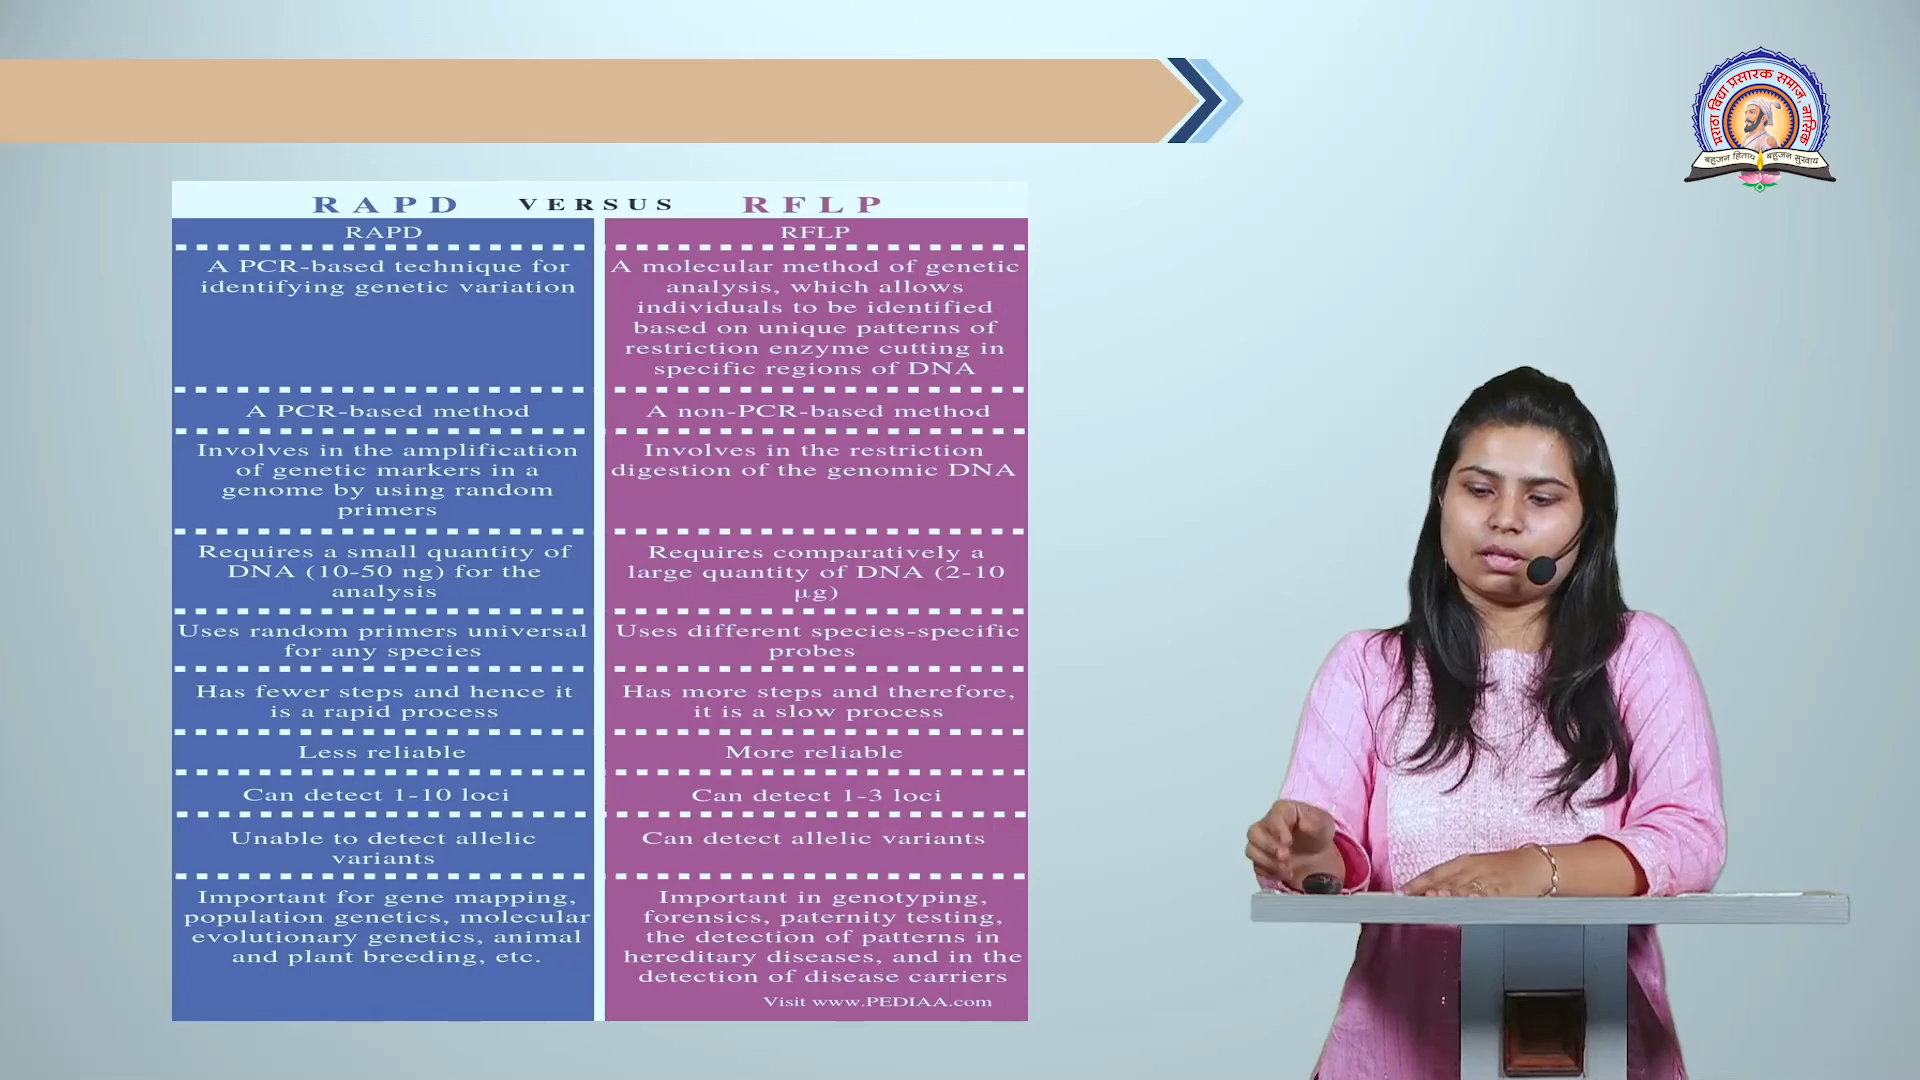 मराठा विद्या प्रसारक समाज, नासिक
बहुजन हिताय बहुजन सुखाय
RAPD VERSUS RFLP
RAPD
RFLP
A PCR-based technique for
identifying genetic variation
A molecular method of genetic
analysis, which allows
individuals to be identified
based on unique patterns of
restriction enzyme cutting in
specific regions of DNA
A PCR-based method
A non-PCR-based method
Involves in the amplification
of genetic markers in a
genome by using random
primers
Involves in the restriction
digestion of the genomic DNA
Requires a small quantity of
DNA (10-50 ng) for the
analysis
Requires comparatively a
large quantity of DNA (2-10
μg)
Uses random primers universal
for any species
Uses different species-specific
probes
Has fewer steps and hence it
is a rapid process
Has more steps and therefore,
it is a slow process
Less reliable
More reliable
Can detect 1-10 loci
Can detect 1-3 loci
Unable to detect allelic
variants
Can detect allelic variants
Important for gene mapping,
population genetics, molecular
evolutionary genetics, animal
and plant breeding, etc.
Important in genotyping,
forensics, paternity testing,
the detection of patterns in
hereditary diseases, and in the
detection of disease carriers
Visit www.PEDIAA.com